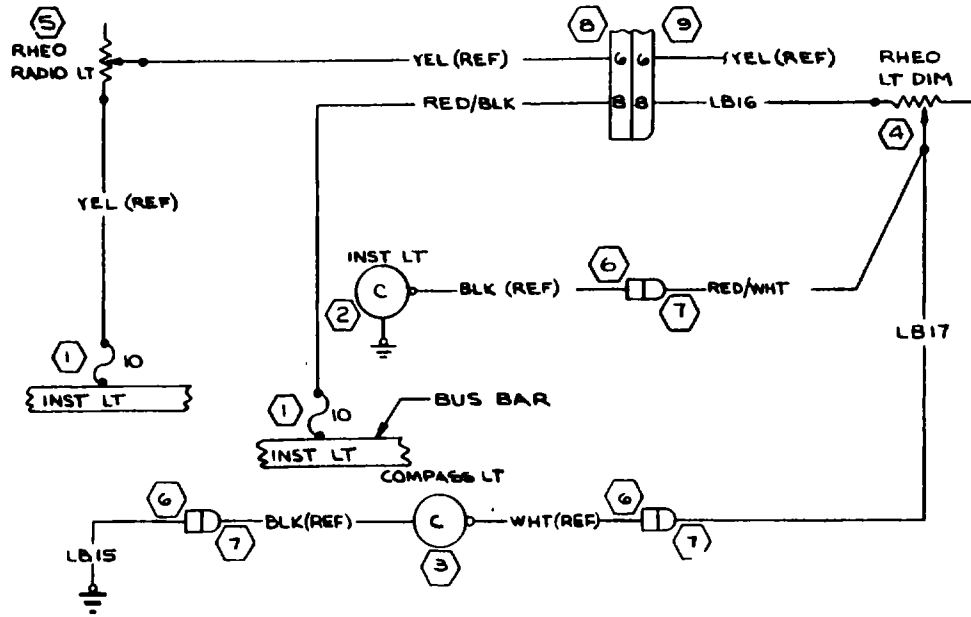 5
8
9
RHEO
RADIO LT
YEL (REF)
6 6
YEL (REF)
RHEO
LT DIM
RED/BLK
8 8
LB16
4
YEL (REF)
INST LT
6
C
BLK (REF)
RED/WHT
2
7
LB17
1
10
INST LT
1
10
BUS BAR
INST LT
COMPASS LT
6
6
BLK(REF)
C
WHT(REF)
7
7
LB15
3